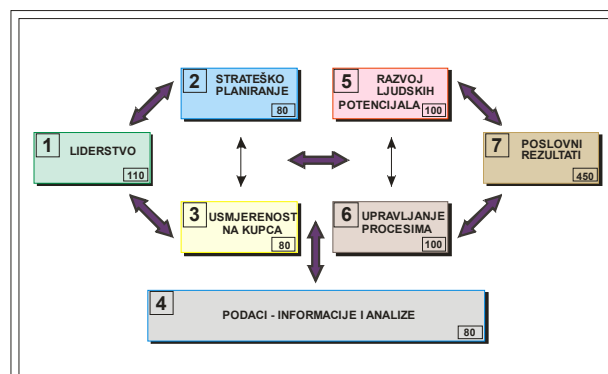 1
LIDERSTVO
110
2
STRATEŠKO
PLANIRANJE
80
3
USMJERENOST
NA KUPCA
80
4
PODACI - INFORMACIJE I ANALIZE
80
5
RAZVOJ
LJUDSKIH
POTENCIJALA
100
6
UPRAVLJANJE
PROCESIMA
100
7
POSLOVNI
REZULTATI
450